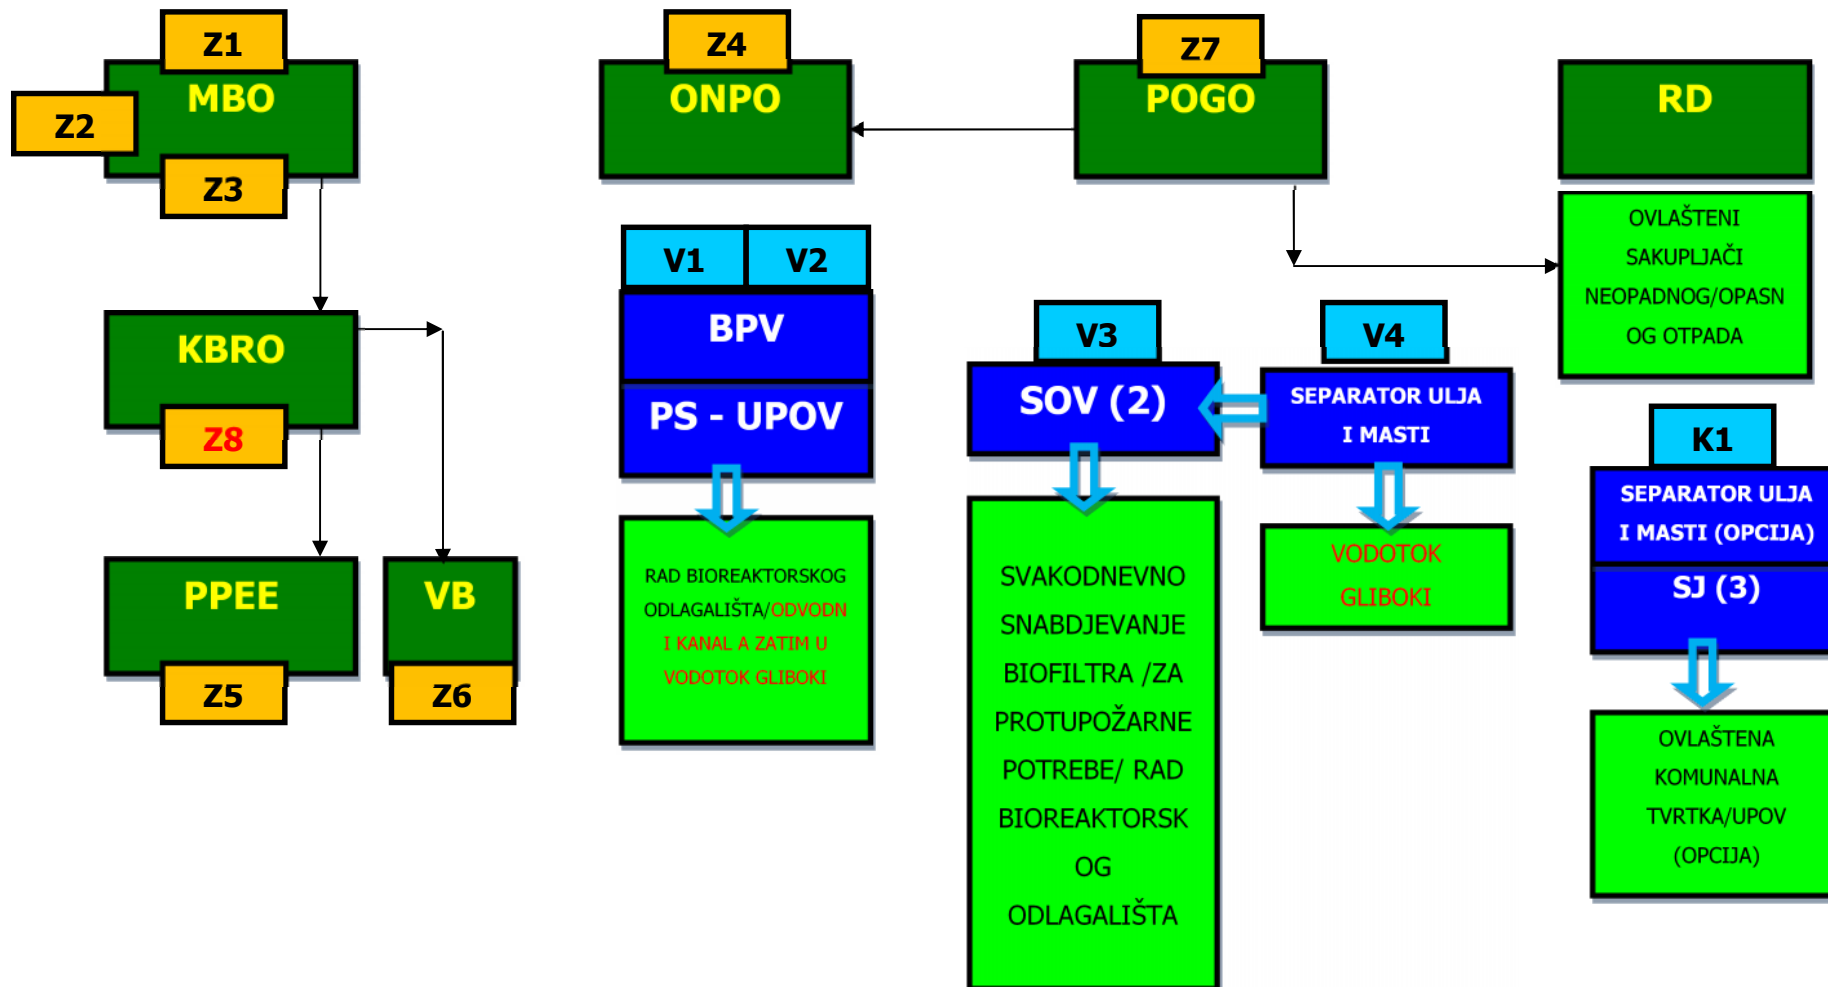 Z1
MBO
Z2
Z3
KBRO
Z8
PPEE
Z5
VB
Z6
Z4
ONPO
V1
V2
BPV
PS - UPOV
RAD BIOREAKTORSKOG
ODLAGALIŠTA/ODVODN
I KANAL A ZATIM U
VODOTOK GLIBOKI
Z7
POGO
V3
SOV (2)
SVAKODNEVNO
SNABDJEVANJE
BIOFILTRA /ZA
PROTUPOŽARNE
POTREBE/ RAD
BIOREAKTORSK
OG
ODLAGALIŠTA
V4
SEPARATOR ULJA
I MASTI
VODOTOK
GLIBOKI
RD
OVLAŠTENI
SAKUPLJAČI
NEOPADNOG/OPASN
OG OTPADA
K1
SEPARATOR ULJA
I MASTI (OPCIJA)
SJ (3)
OVLAŠTENA
KOMUNALNA
TVRTKA/UPOV
(OPCIJA)